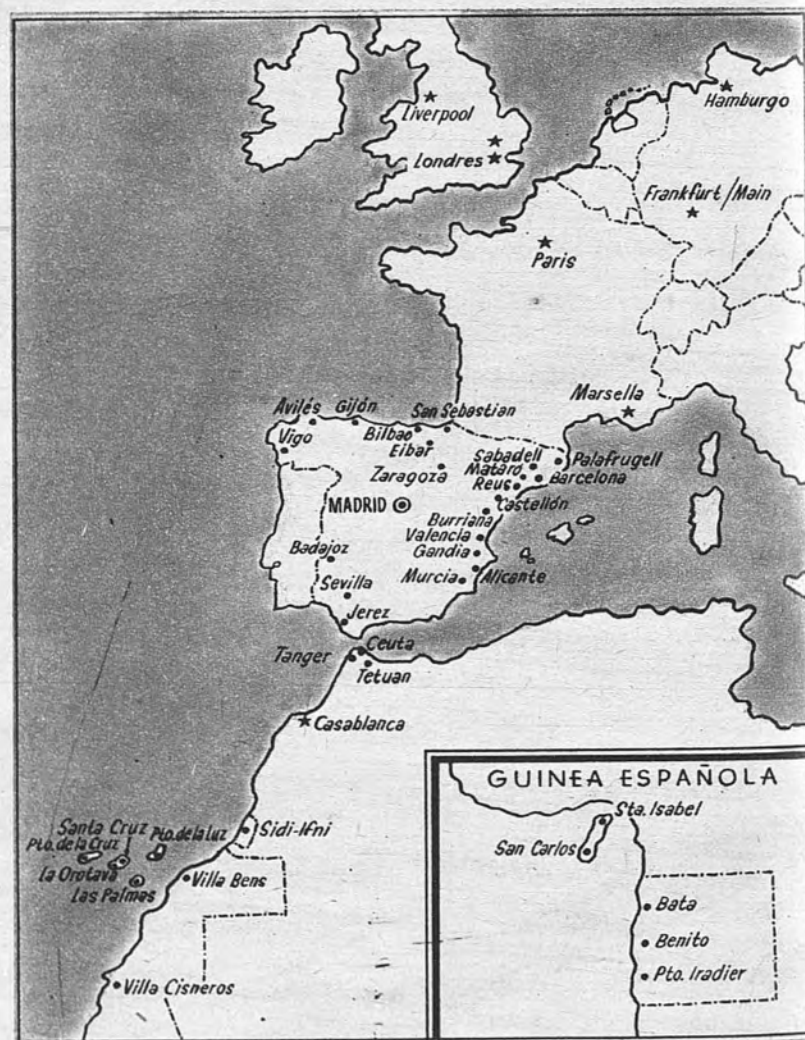 Liverpool
Londres
Hamburgo
Frankfurt/Main
Paris
Marsella
Avilés
Gijón
San Sebastian
Vigo
Bilbao
Eibar
Zaragoza
Sabadell
Mataró
Reus
Palafrugell
Barcelona
MADRID
Castellón
Burriana
Valencia
Gandia
Badajoz
Murcia
Alicante
Sevilla
Jerez
Ceuta
Tanger
Tetuan
Casablanca
Santa Cruz
Pto. de la Cruz
Pto. de la Luz
Sidi-Ifni
La Orotava
Las Palmas
Villa Bens
Villa Cisneros
GUINEA ESPAÑOLA
Sta. Isabel
San Carlos
Bata
Benito
Pto. Iradier